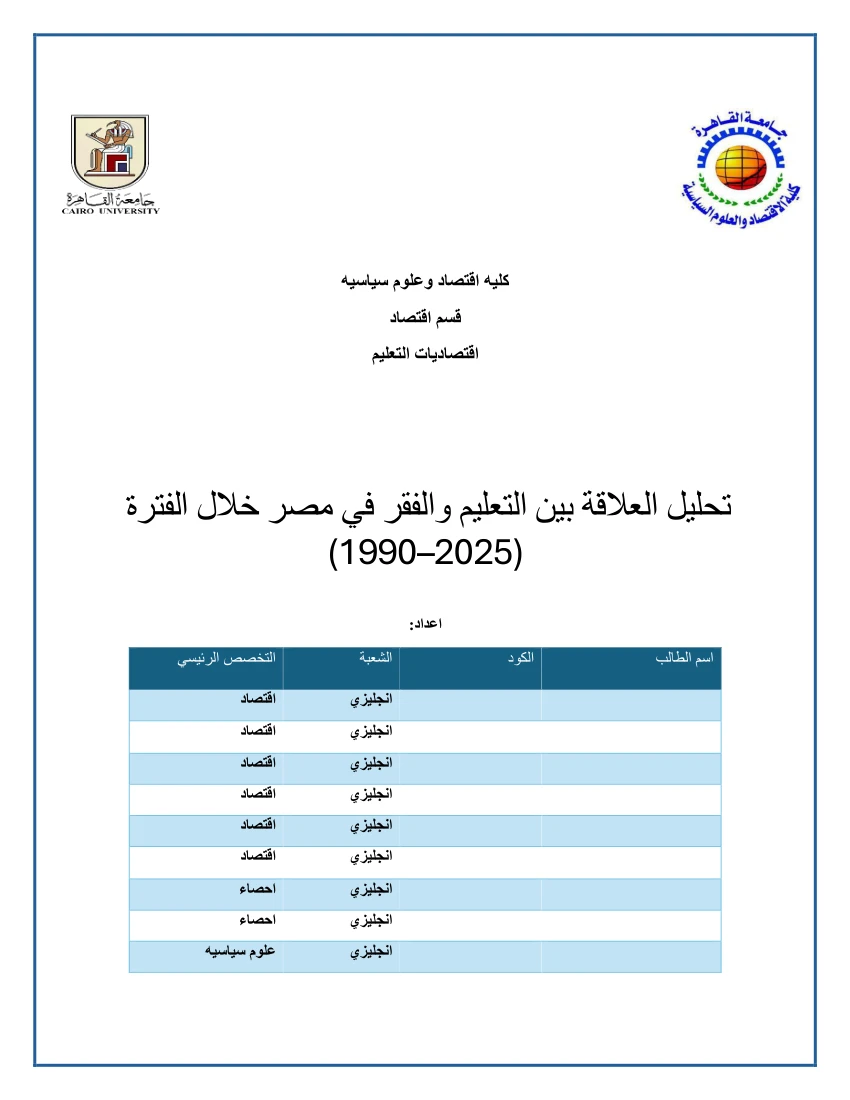 جامعة القاهرة
CAIRO UNIVERSITY
جامعة القاهرة
كلية الاقتصاد والعلوم السياسية
كليه اقتصاد وعلوم سياسيه
قسم اقتصاد
اقتصاديات التعليم
تحليل العلاقة بين التعليم والفقر في مصر خلال الفترة
(1990–2025)
اعداد:
اسم الطالب الكود الشعبة التخصص الرئيسي
انجليزي اقتصاد
انجليزي اقتصاد
انجليزي اقتصاد
انجليزي اقتصاد
انجليزي اقتصاد
انجليزي اقتصاد
انجليزي احصاء
انجليزي احصاء
انجليزي علوم سياسيه